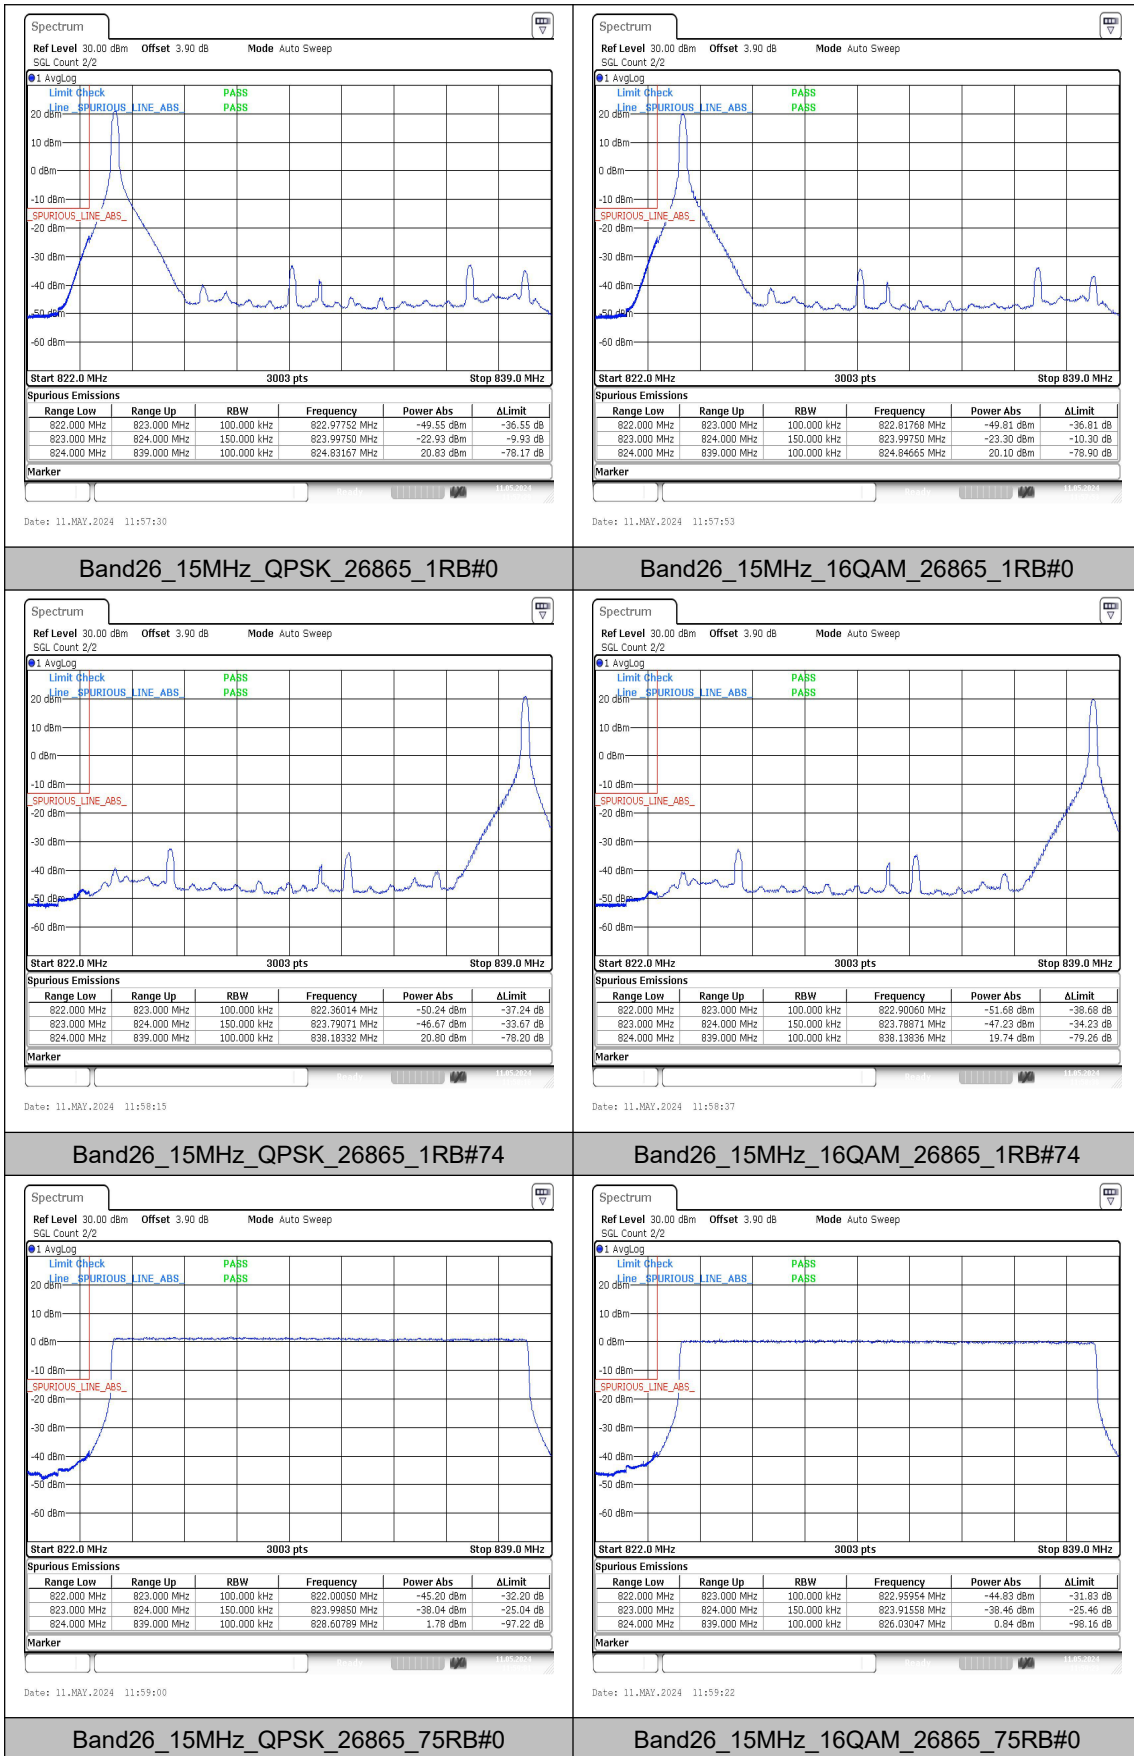 Spectrum
Ref Level 30.00 dBm Offset 3.90 dB Mode Auto Sweep
SGL Count 2/2
1 AvgLog
Limit Check PASS
Line _SPURIOUS_LINE_ABS_ PASS
20 dBm
10 dBm
0 dBm
-10 dBm
_SPURIOUS_LINE_ABS_
-20 dBm
-30 dBm
-40 dBm
-50 dBm
-60 dBm
Start 822.0 MHz 3003 pts Stop 839.0 MHz
Spurious Emissions
Range Low Range Up RBW Frequency Power Abs ΔLimit
822.000 MHz 823.000 MHz 100.000 kHz 822.97752 MHz -49.55 dBm -36.55 dB
823.000 MHz 824.000 MHz 150.000 kHz 823.99750 MHz -22.93 dBm -9.93 dB
824.000 MHz 839.000 MHz 100.000 kHz 824.83167 MHz 20.83 dBm -78.17 dB
Marker
11.05.2024
Date: 11.MAY.2024 11:57:30
Band26_15MHz_QPSK_26865_1RB#0
Spectrum
Ref Level 30.00 dBm Offset 3.90 dB Mode Auto Sweep
SGL Count 2/2
1 AvgLog
Limit Check PASS
Line _SPURIOUS_LINE_ABS_ PASS
20 dBm
10 dBm
0 dBm
-10 dBm
_SPURIOUS_LINE_ABS_
-20 dBm
-30 dBm
-40 dBm
-50 dBm
-60 dBm
Start 822.0 MHz 3003 pts Stop 839.0 MHz
Spurious Emissions
Range Low Range Up RBW Frequency Power Abs ΔLimit
822.000 MHz 823.000 MHz 100.000 kHz 822.81768 MHz -49.81 dBm -36.81 dB
823.000 MHz 824.000 MHz 150.000 kHz 823.99750 MHz -23.30 dBm -10.30 dB
824.000 MHz 839.000 MHz 100.000 kHz 824.84665 MHz 20.10 dBm -78.90 dB
Marker
11.05.2024
Date: 11.MAY.2024 11:57:53
Band26_15MHz_16QAM_26865_1RB#0
Spectrum
Ref Level 30.00 dBm Offset 3.90 dB Mode Auto Sweep
SGL Count 2/2
1 AvgLog
Limit Check PASS
Line _SPURIOUS_LINE_ABS_ PASS
20 dBm
10 dBm
0 dBm
-10 dBm
_SPURIOUS_LINE_ABS_
-20 dBm
-30 dBm
-40 dBm
-50 dBm
-60 dBm
Start 822.0 MHz 3003 pts Stop 839.0 MHz
Spurious Emissions
Range Low Range Up RBW Frequency Power Abs ΔLimit
822.000 MHz 823.000 MHz 100.000 kHz 822.36014 MHz -50.24 dBm -37.24 dB
823.000 MHz 824.000 MHz 150.000 kHz 823.79071 MHz -46.67 dBm -33.67 dB
824.000 MHz 839.000 MHz 100.000 kHz 838.18332 MHz 20.80 dBm -78.20 dB
Marker
11.05.2024
Date: 11.MAY.2024 11:58:15
Band26_15MHz_QPSK_26865_1RB#74
Spectrum
Ref Level 30.00 dBm Offset 3.90 dB Mode Auto Sweep
SGL Count 2/2
1 AvgLog
Limit Check PASS
Line _SPURIOUS_LINE_ABS_ PASS
20 dBm
10 dBm
0 dBm
-10 dBm
_SPURIOUS_LINE_ABS_
-20 dBm
-30 dBm
-40 dBm
-50 dBm
-60 dBm
Start 822.0 MHz 3003 pts Stop 839.0 MHz
Spurious Emissions
Range Low Range Up RBW Frequency Power Abs ΔLimit
822.000 MHz 823.000 MHz 100.000 kHz 822.90060 MHz -51.68 dBm -38.68 dB
823.000 MHz 824.000 MHz 150.000 kHz 823.78871 MHz -47.23 dBm -34.23 dB
824.000 MHz 839.000 MHz 100.000 kHz 838.13836 MHz 19.74 dBm -79.26 dB
Marker
11.05.2024
Date: 11.MAY.2024 11:58:37
Band26_15MHz_16QAM_26865_1RB#74
Spectrum
Ref Level 30.00 dBm Offset 3.90 dB Mode Auto Sweep
SGL Count 2/2
1 AvgLog
Limit Check PASS
Line _SPURIOUS_LINE_ABS_ PASS
20 dBm
10 dBm
0 dBm
-10 dBm
_SPURIOUS_LINE_ABS_
-20 dBm
-30 dBm
-40 dBm
-50 dBm
-60 dBm
Start 822.0 MHz 3003 pts Stop 839.0 MHz
Spurious Emissions
Range Low Range Up RBW Frequency Power Abs ΔLimit
822.000 MHz 823.000 MHz 100.000 kHz 822.00050 MHz -45.20 dBm -32.20 dB
823.000 MHz 824.000 MHz 150.000 kHz 823.99850 MHz -38.04 dBm -25.04 dB
824.000 MHz 839.000 MHz 100.000 kHz 828.60789 MHz 1.78 dBm -97.22 dB
Marker
11.05.2024
Date: 11.MAY.2024 11:59:00
Band26_15MHz_QPSK_26865_75RB#0
Spectrum
Ref Level 30.00 dBm Offset 3.90 dB Mode Auto Sweep
SGL Count 2/2
1 AvgLog
Limit Check PASS
Line _SPURIOUS_LINE_ABS_ PASS
20 dBm
10 dBm
0 dBm
-10 dBm
_SPURIOUS_LINE_ABS_
-20 dBm
-30 dBm
-40 dBm
-50 dBm
-60 dBm
Start 822.0 MHz 3003 pts Stop 839.0 MHz
Spurious Emissions
Range Low Range Up RBW Frequency Power Abs ΔLimit
822.000 MHz 823.000 MHz 100.000 kHz 822.95954 MHz -44.83 dBm -31.83 dB
823.000 MHz 824.000 MHz 150.000 kHz 823.91558 MHz -38.46 dBm -25.46 dB
824.000 MHz 839.000 MHz 100.000 kHz 826.03047 MHz 0.84 dBm -98.16 dB
Marker
11.05.2024
Date: 11.MAY.2024 11:59:22
Band26_15MHz_16QAM_26865_75RB#0